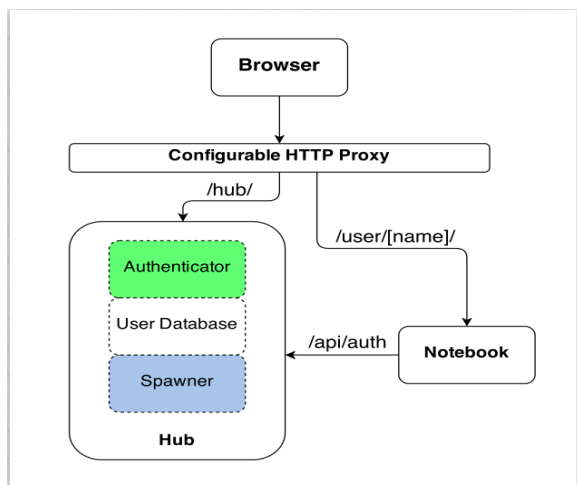 Browser
Configurable HTTP Proxy
/hub/
/user/[name]/
Authenticator
User Database
/api/auth
Notebook
Spawner
Hub